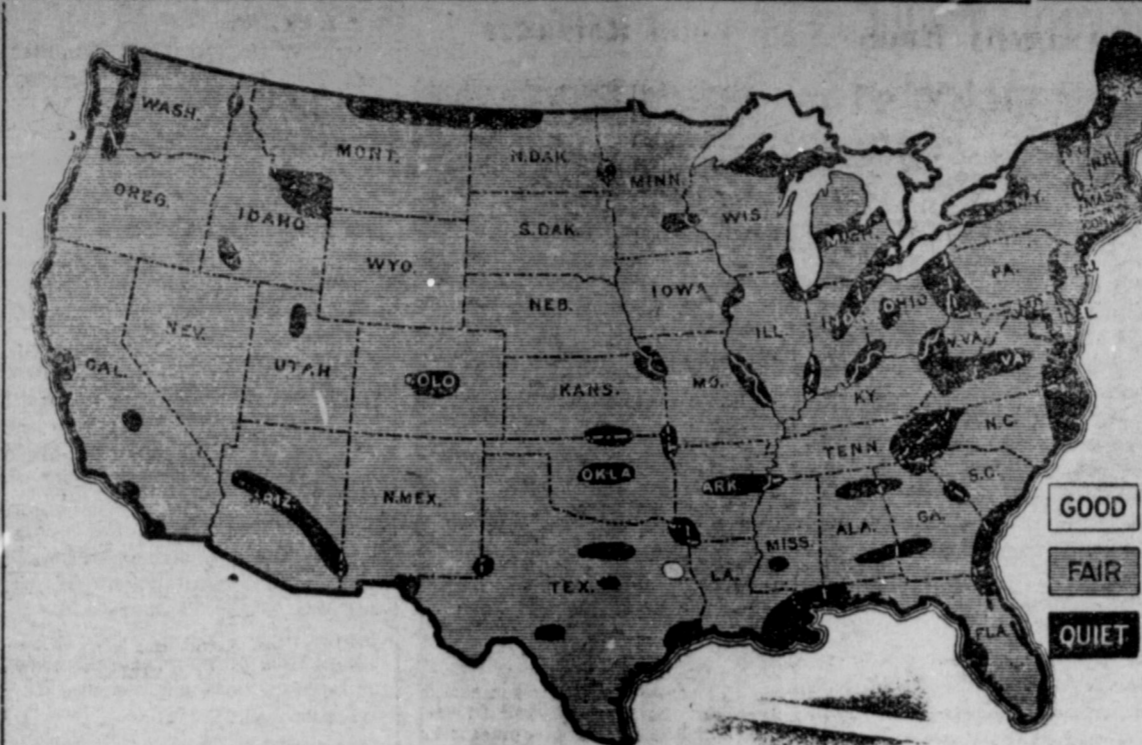 WASH.
MONT.
N.DAK.
MINN.
OREG.
IDAHO
S.DAK.
WIS.
MICH.
N.Y.
N.H.
MASS.
WYO.
IOWA
NEB.
ILL.
IND.
OHIO
PA.
N.J.
NEV.
UTAH
COLO
KANS.
MO.
KY.
W.VA.
VA.
CAL.
TENN
N.C.
ARIZ.
N.MEX.
OKLA
ARK.
S.C.
MISS.
ALA.
GA.
TEX.
LA.
FLA.
GOOD
FAIR
QUIET